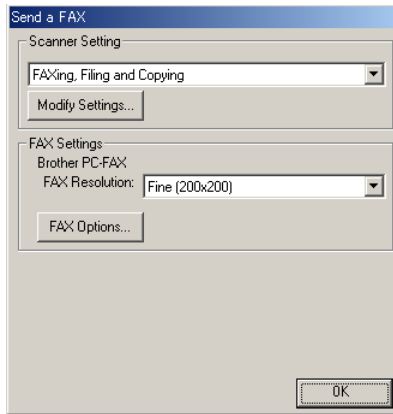 Send a FAX
Scanner Setting
FAXing, Filing and Copying
Modify Settings...
FAX Settings
Brother PC-FAX
FAX Resolution: Fine (200x200)
FAX Options...
OK